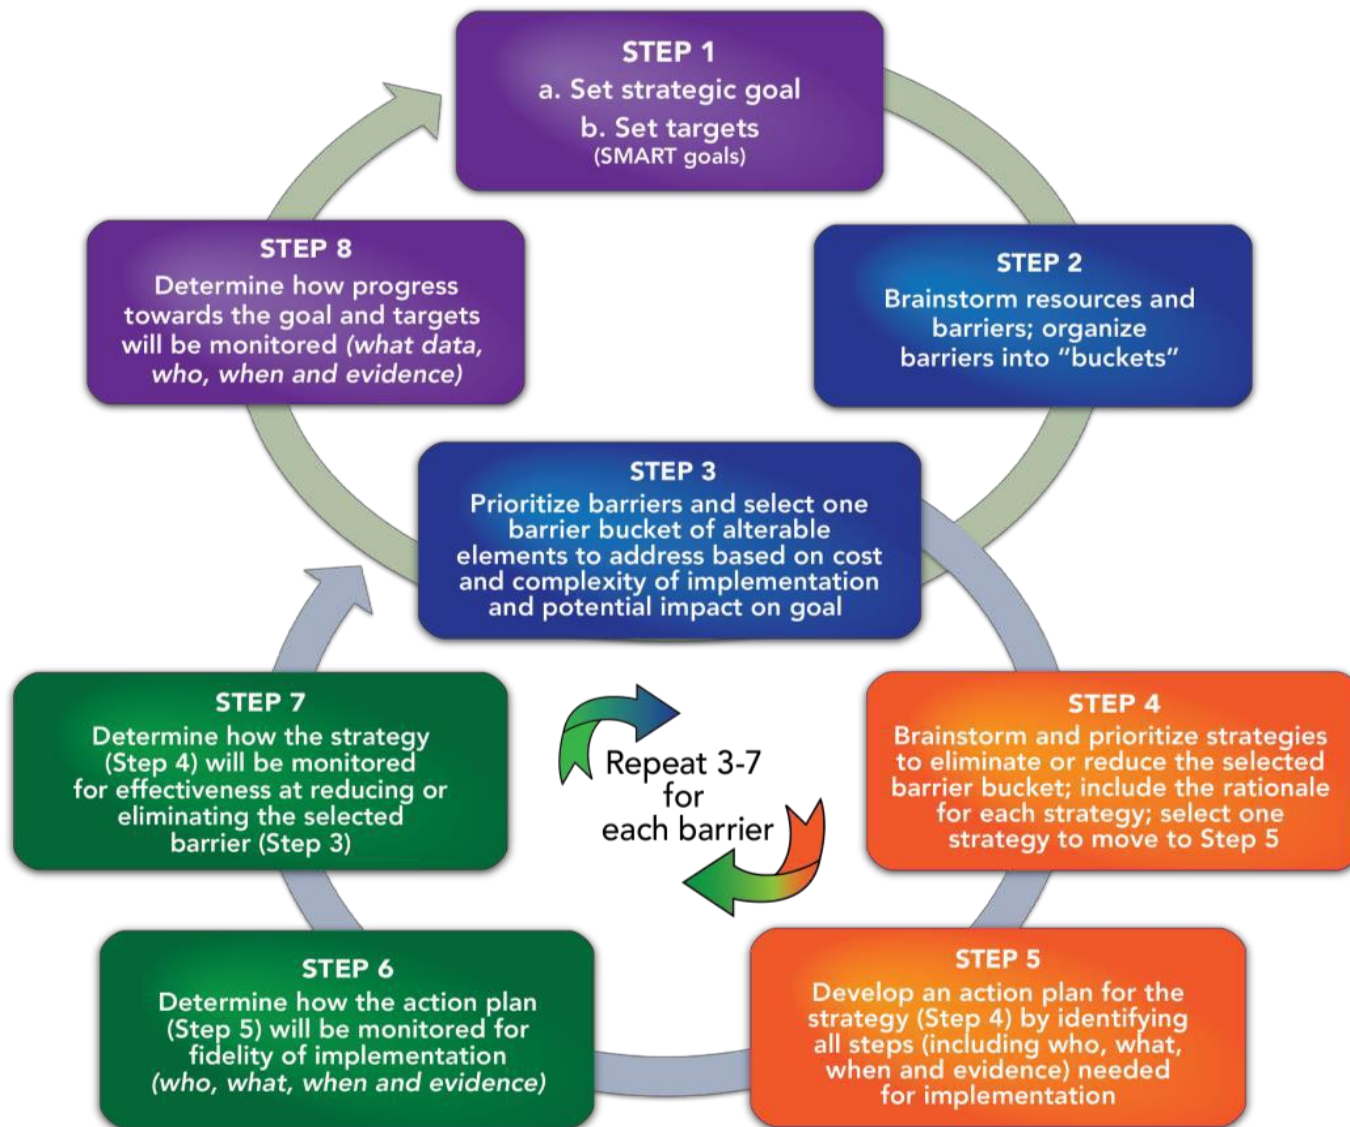 STEP 1
a. Set strategic goal
b. Set targets
(SMART goals)
STEP 2
Brainstorm resources and
barriers; organize
barriers into “buckets”
STEP 3
Prioritize barriers and select one
barrier bucket of alterable
elements to address based on cost
and complexity of implementation
and potential impact on goal
STEP 4
Brainstorm and prioritize strategies
to eliminate or reduce the selected
barrier bucket; include the rationale
for each strategy; select one
strategy to move to Step 5
STEP 5
Develop an action plan for the
strategy (Step 4) by identifying
all steps (including who, what,
when and evidence) needed
for implementation
STEP 6
Determine how the action plan
(Step 5) will be monitored for
fidelity of implementation
(who, what, when and evidence)
STEP 7
Determine how the strategy
(Step 4) will be monitored
for effectiveness at reducing or
eliminating the selected
barrier (Step 3)
Repeat 3-7
for
each barrier
STEP 8
Determine how progress
towards the goal and targets
will be monitored (what data,
who, when and evidence)